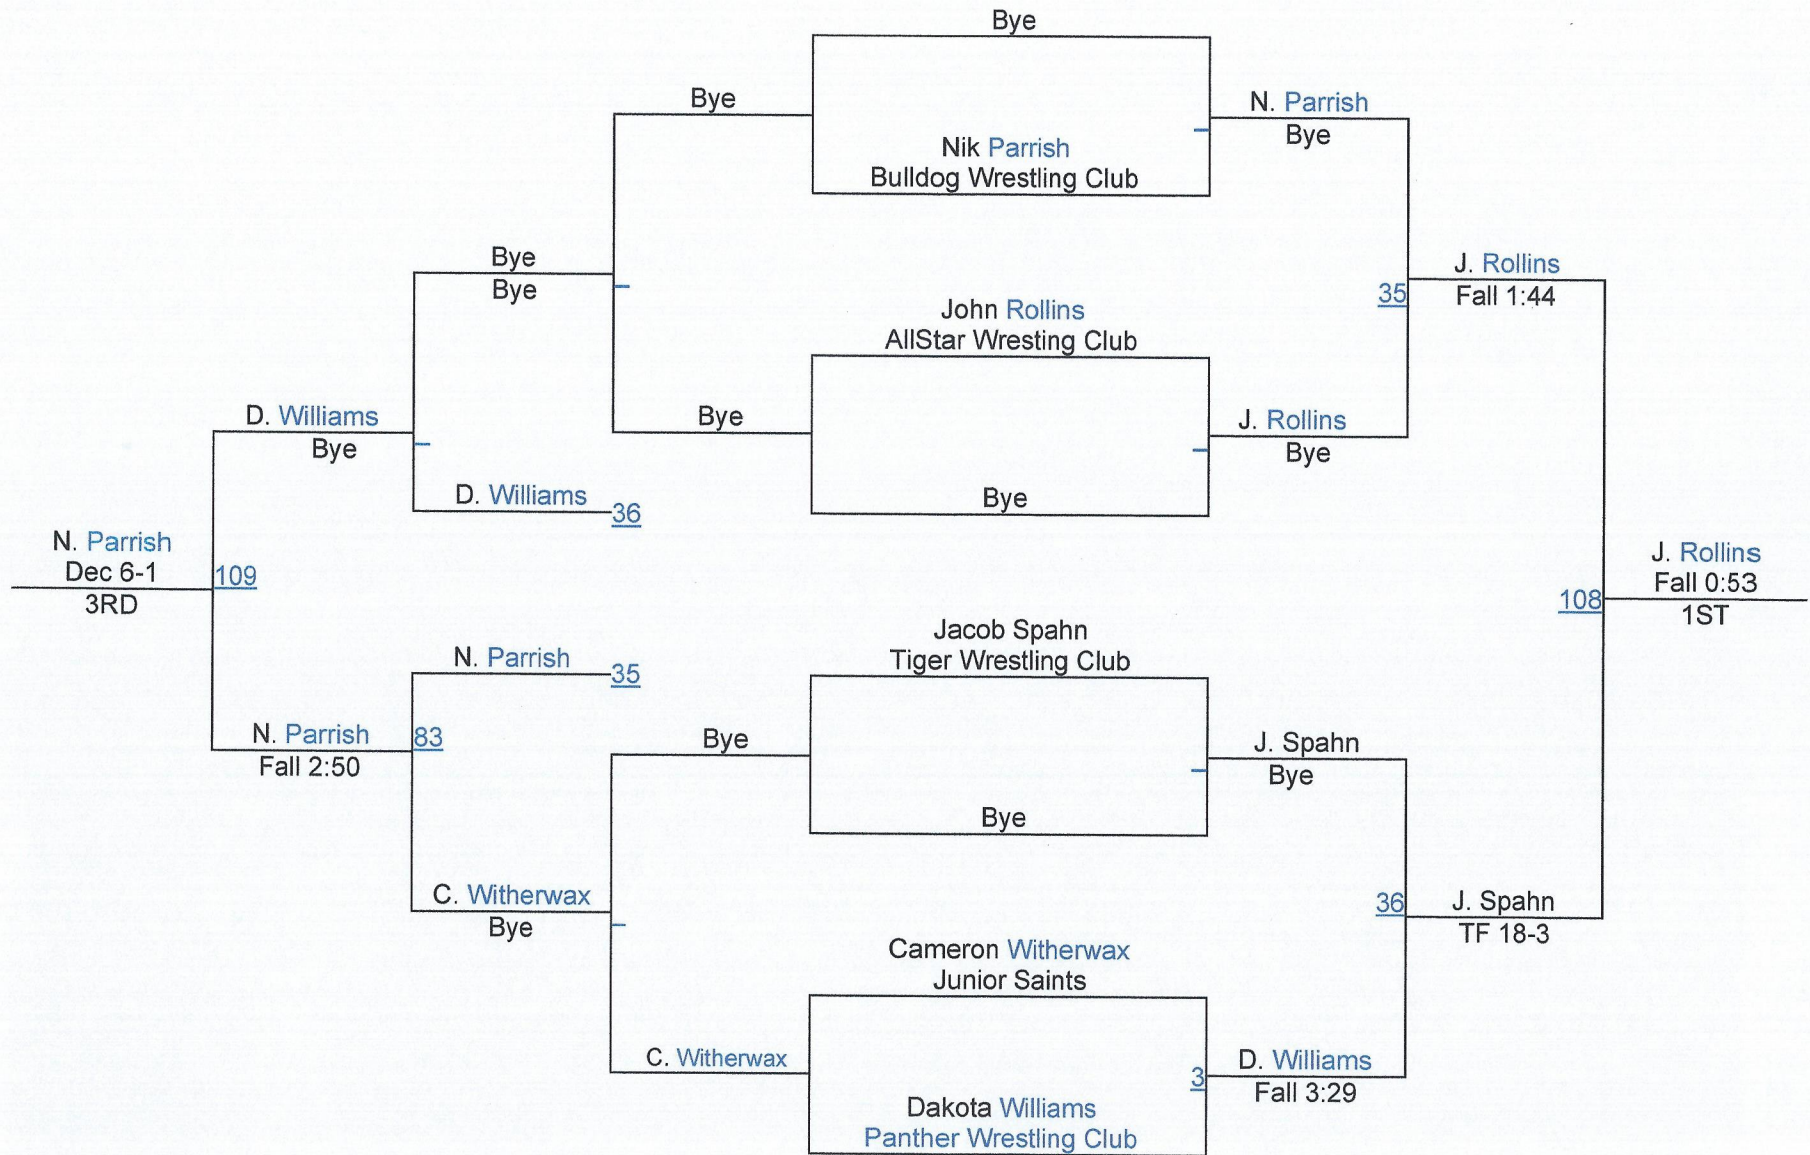 Bye
Bye
N. Parrish
Bye
Nik Parrish
Bulldog Wrestling Club
Bye
Bye
J. Rollins
Fall 1:44
35
John Rollins
AllStar Wresting Club
D. Williams
Bye
Bye
J. Rollins
Bye
D. Williams
36
Bye
N. Parrish
Dec 6-1
3RD
109
J. Rollins
Fall 0:53
1ST
108
Jacob Spahn
Tiger Wrestling Club
N. Parrish
35
N. Parrish
Fall 2:50
83
Bye
J. Spahn
Bye
Bye
C. Witherwax
Bye
36
J. Spahn
TF 18-3
Cameron Witherwax
Junior Saints
C. Witherwax
3
D. Williams
Fall 3:29
Dakota Williams
Panther Wrestling Club